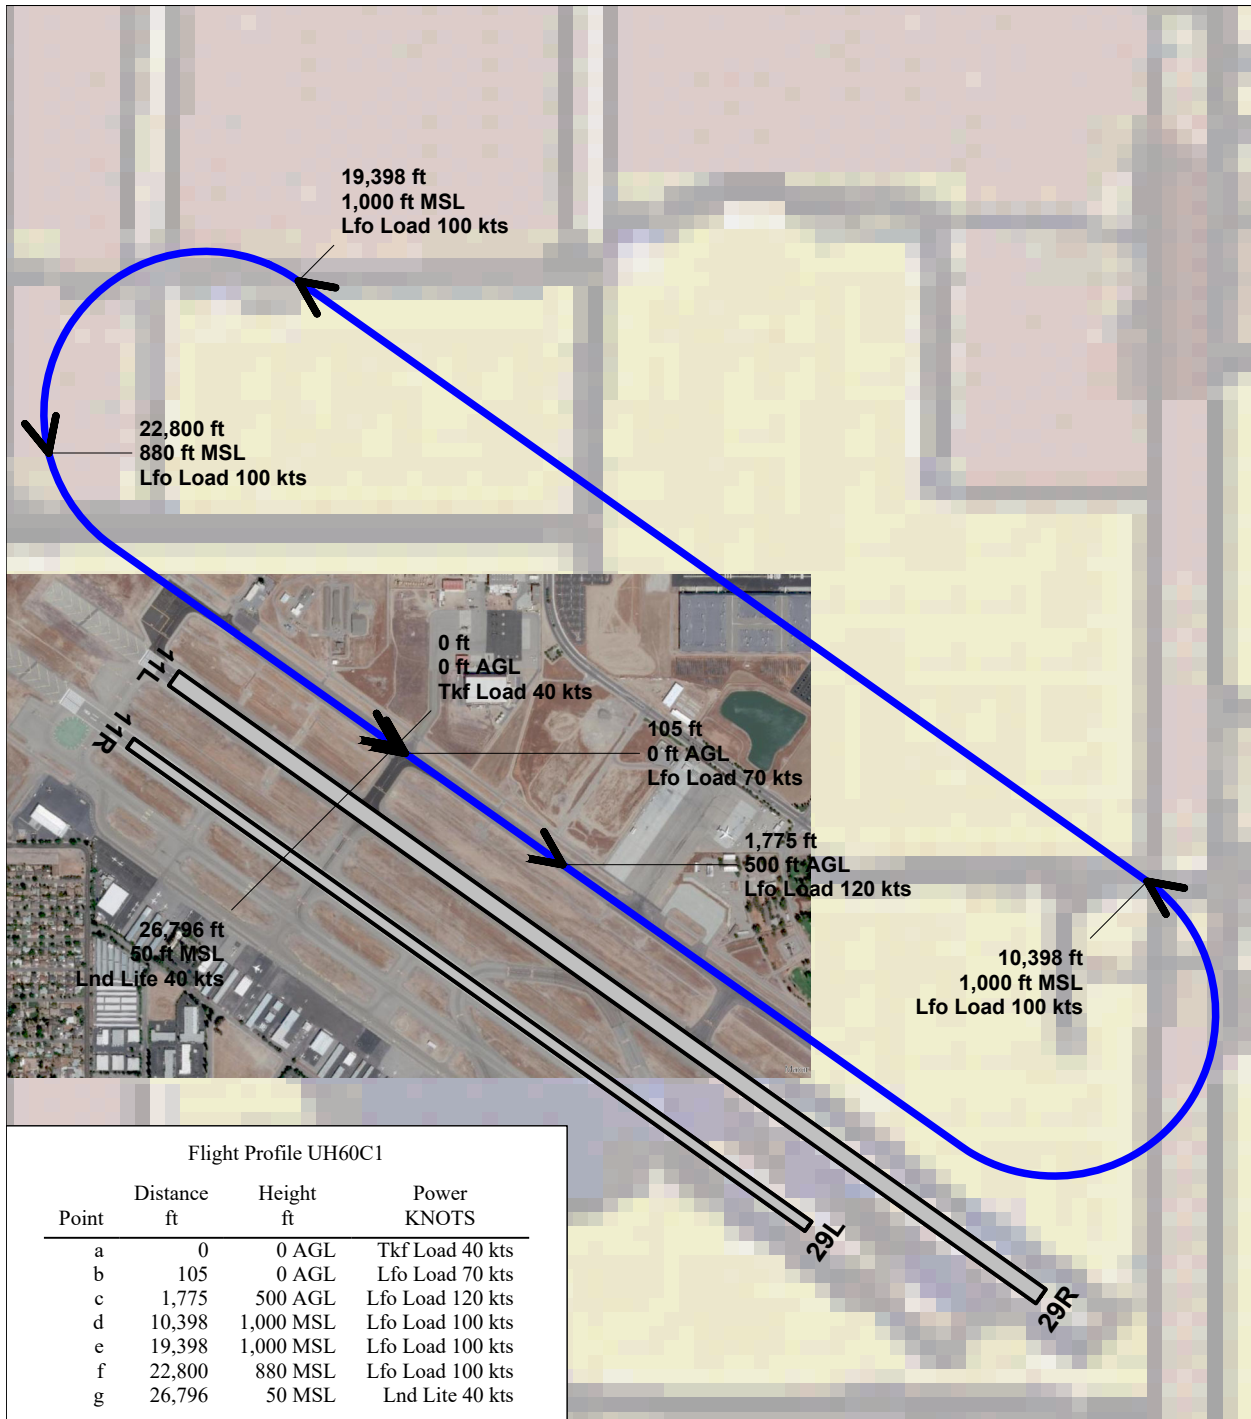 19,398 ft
1,000 ft MSL
Lfo Load 100 kts
22,800 ft
880 ft MSL
Lfo Load 100 kts
0 ft
0 ft AGL
Tkf Load 40 kts
11L
11R
105 ft
0 ft AGL
Lfo Load 70 kts
1,775 ft
500 ft AGL
Lfo Load 120 kts
26,796 ft
50 ft MSL
Lnd Lite 40 kts
10,398 ft
1,000 ft MSL
Lfo Load 100 kts
29L
29R
Flight Profile UH60C1
Distance Height Power
Point ft ft KNOTS
a 0 0 AGL Tkf Load 40 kts
b 105 0 AGL Lfo Load 70 kts
c 1,775 500 AGL Lfo Load 120 kts
d 10,398 1,000 MSL Lfo Load 100 kts
e 19,398 1,000 MSL Lfo Load 100 kts
f 22,800 880 MSL Lfo Load 100 kts
g 26,796 50 MSL Lnd Lite 40 kts